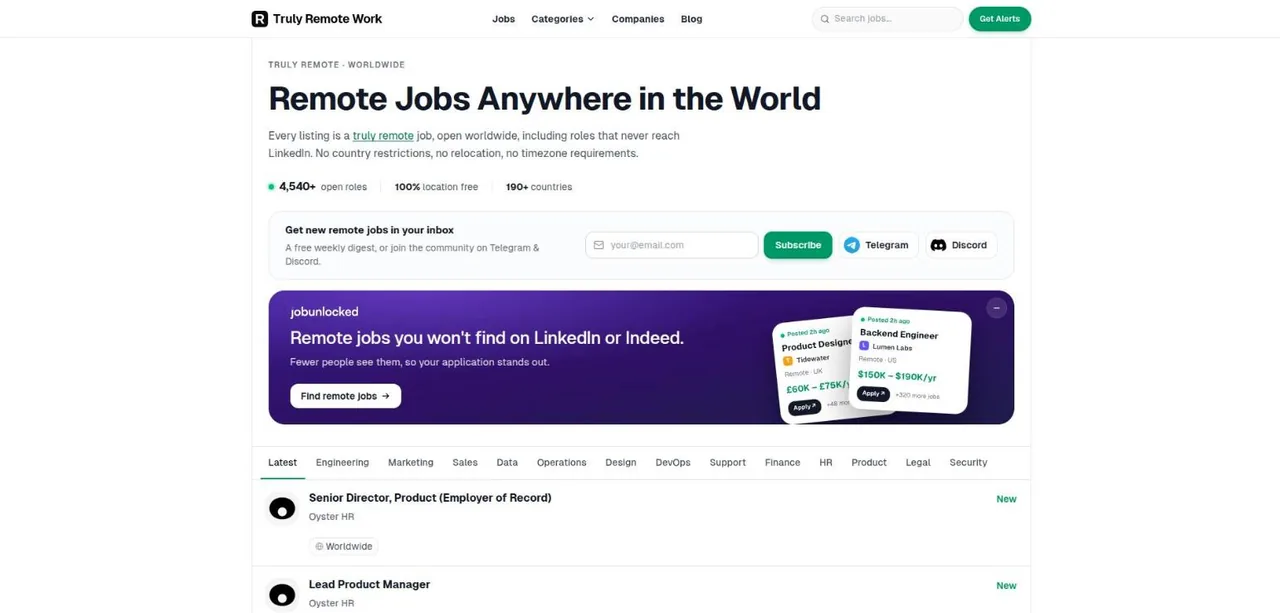 R Truly Remote Work
Jobs Categories Companies Blog
Search jobs...
Get Alerts
TRULY REMOTE · WORLDWIDE
Remote Jobs Anywhere in the World
Every listing is a truly remote job, open worldwide, including roles that never reach
LinkedIn. No country restrictions, no relocation, no timezone requirements.
4,540+ open roles 100% location free 190+ countries
Get new remote jobs in your inbox
A free weekly digest, or join the community on Telegram &
Discord.
your@email.com
Subscribe
Telegram
Discord
jobunlocked
Remote jobs you won't find on LinkedIn or Indeed.
Fewer people see them, so your application stands out.
Find remote jobs →
Posted 2h ago
Product Designe
Tidewater
Remote · UK
£60K – £75K/y
Apply ↗ +48 mor
Posted 2h ago
Backend Engineer
L Lumen Labs
Remote · US
$150K – $190K/yr
Apply ↗ +320 more jobs
Latest Engineering Marketing Sales Data Operations Design DevOps Support Finance HR Product Legal Security
Senior Director, Product (Employer of Record)
New
Oyster HR
Worldwide
Lead Product Manager
New
Oyster HR